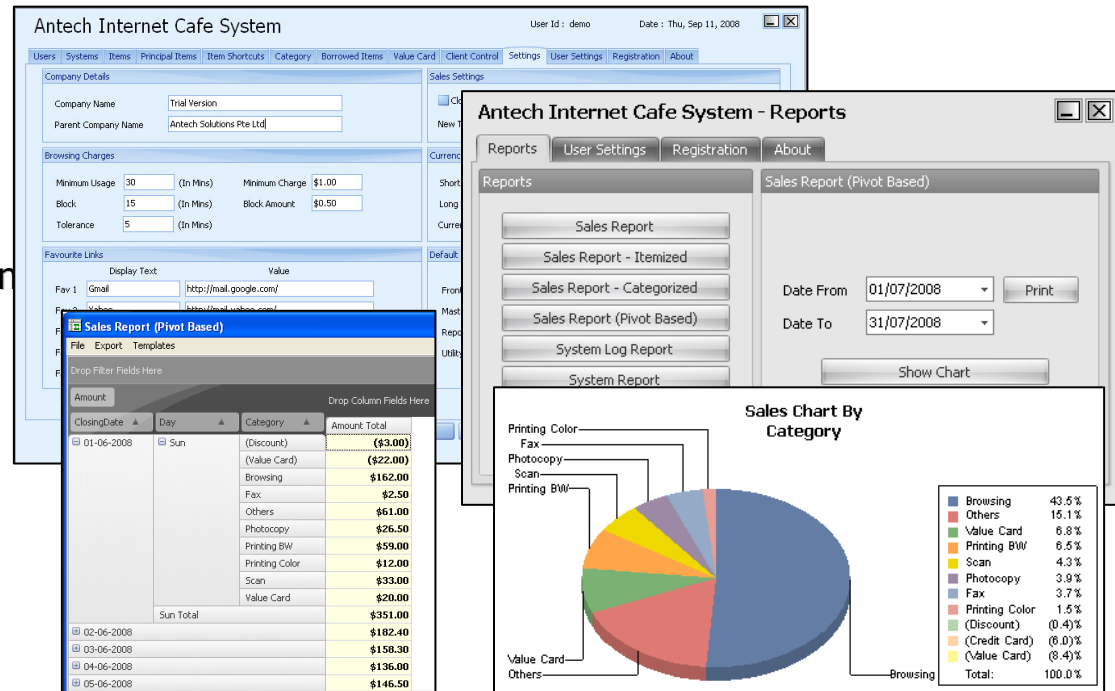 Antech Internet Cafe System
User Id : demo
Date : Thu, Sep 11, 2008
Users Systems Items Principal Items Item Shortcuts Category Borrowed Items Value Card Client Control Settings User Settings Registration About
Company Details
Company Name Trial Version
Parent Company Name Antech Solutions Pte Ltd
Browsing Charges
Minimum Usage 30 (In Mins) Minimum Charge $1.00
Block 15 (In Mins) Block Amount $0.50
Tolerance 5 (In Mins)
Favourite Links
Display Text Value
Fav 1 Gmail http://mail.google.com/
Sales Settings
New T
Currenc
Short
Long
Curre
Default
Front
Mast
Repo
Utility
Antech Internet Cafe System - Reports
Reports User Settings Registration About
Reports
Sales Report
Sales Report - Itemized
Sales Report - Categorized
Sales Report (Pivot Based)
System Log Report
System Report
Sales Report (Pivot Based)
Date From 01/07/2008 Print
Date To 31/07/2008
Show Chart
Sales Report (Pivot Based)
File Export Templates
Drop Filter Fields Here
Amount
Drop Column Fields Here
ClosingDate Day Category Amount Total
01-06-2008 Sun (Discount) ($3.00)
(Value Card) ($22.00)
Browsing $162.00
Fax $2.50
Others $61.00
Photocopy $26.50
Printing BW $59.00
Printing Color $12.00
Scan $33.00
Value Card $20.00
Sun Total $351.00
02-06-2008 $182.40
03-06-2008 $158.30
04-06-2008 $136.00
05-06-2008 $146.50
Sales Chart By
Category
Printing Color
Fax
Photocopy
Scan
Printing BW
Value Card
Others
Browsing
Browsing 43.5%
Others 15.1%
Value Card 6.8%
Printing BW 6.5%
Scan 4.3%
Photocopy 3.9%
Fax 3.7%
Printing Color 1.5%
(Discount) (0.4)%
(Credit Card) (6.0)%
(Value Card) (8.4)%
Total: 100.0%